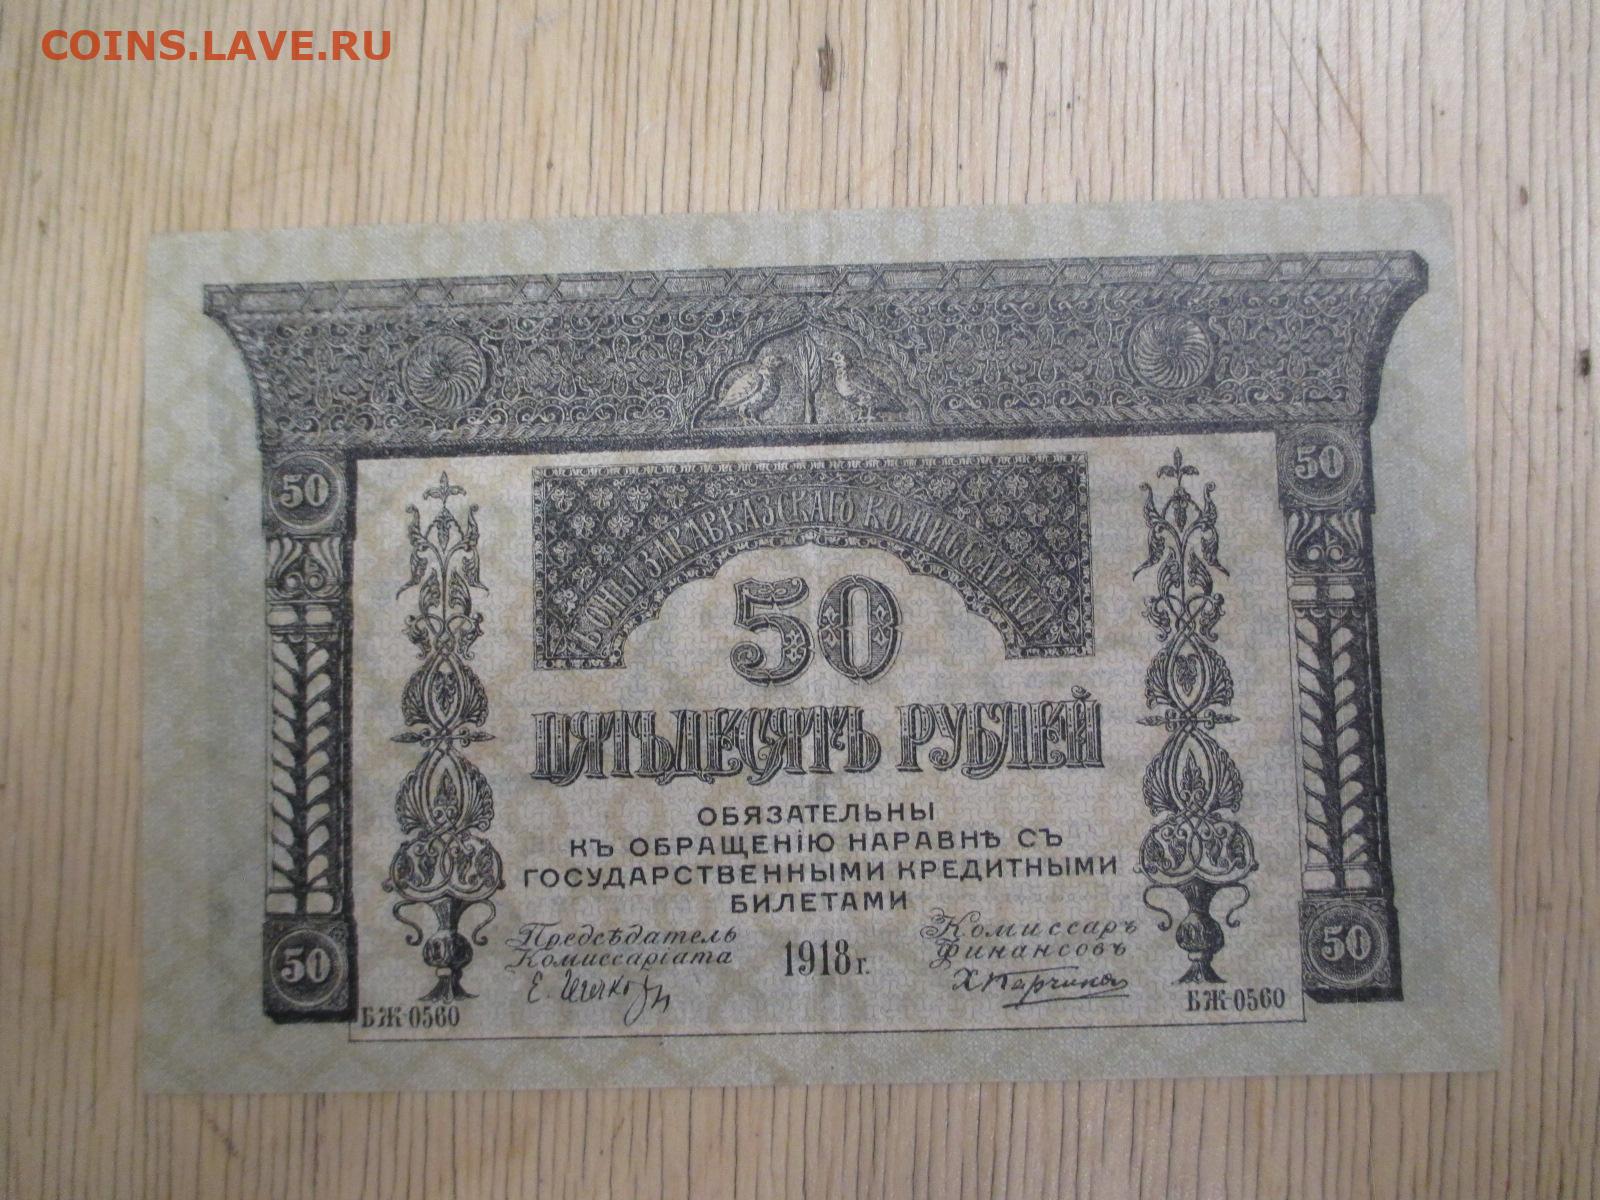 COINS.LAVE.RU
БОНЫ ЗАКАВКАЗСКАГО КОМИССАРІАТА
50
50
50
ПЯТЬДЕСЯТЪ РУБЛЕЙ
ОБЯЗАТЕЛЬНЫ
КЪ ОБРАЩЕНІЮ НАРАВНѢ СЪ
ГОСУДАРСТВЕННЫМИ КРЕДИТНЫМИ
БИЛЕТАМИ
Предсѣдатель
Комиссаріата
1918 г.
Комиссаръ
Финансовъ
50
50
БЖ-0560
БЖ-0560